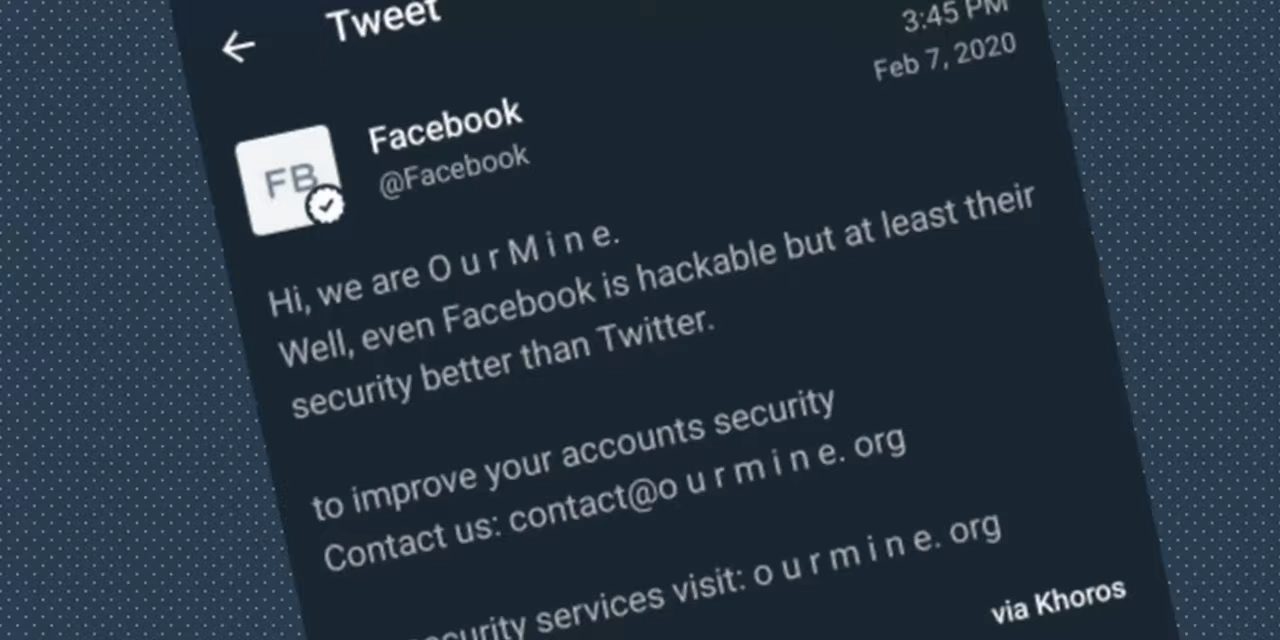 Tweet
3:45 PM
Feb 7, 2020
FB
Facebook
@Facebook
Hi, we are O u r M i n e.
Well, even Facebook is hackable but at least their
security better than Twitter.
to improve your accounts security
Contact us: contact@o u r m i n e. org
services visit: o u r m i n e. org
via Khoros